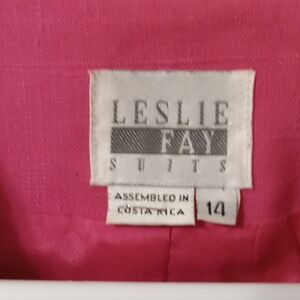 LESLIE
FAY
SUITS
ASSEMBLED IN
COSTA RICA
14